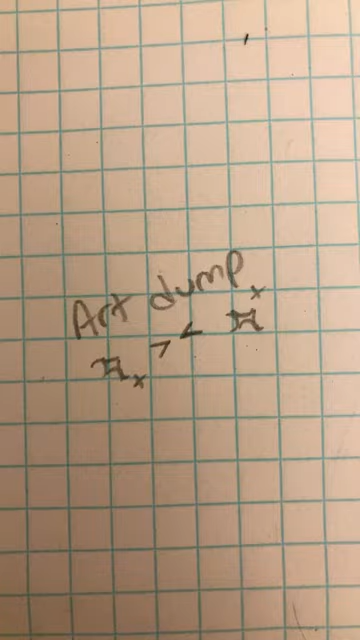 Art dump
x > < x